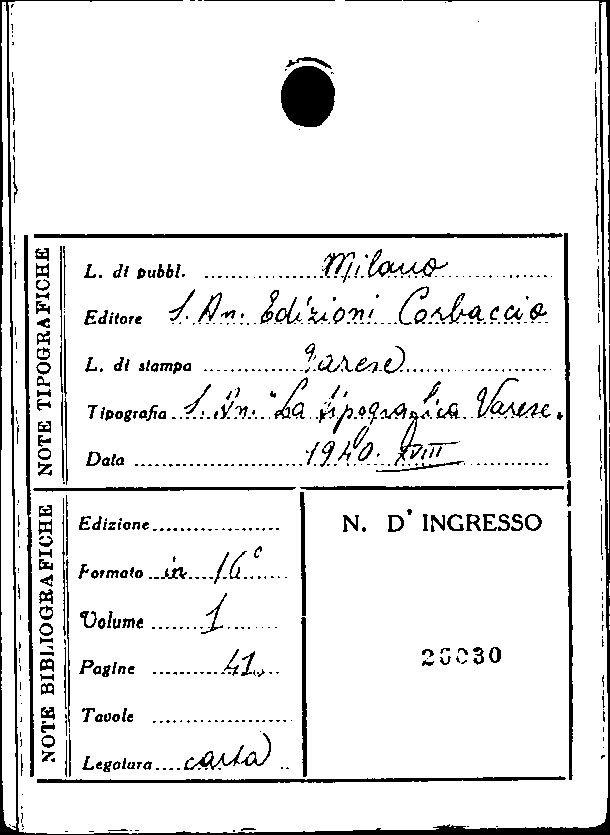 NOTE TIPOGRAFICHE
L. di pubbl. Milano
Editore S. An. Edizioni Corbaccio
L. di stampa Varese
Tipografia S. An. "La tipografica Varese.
Data 1940. XVIII
NOTE BIBLIOGRAFICHE
Edizione
Formato in 16°
Volume 1
Pagine 41
Tavole
Legatura carta
N. D' INGRESSO